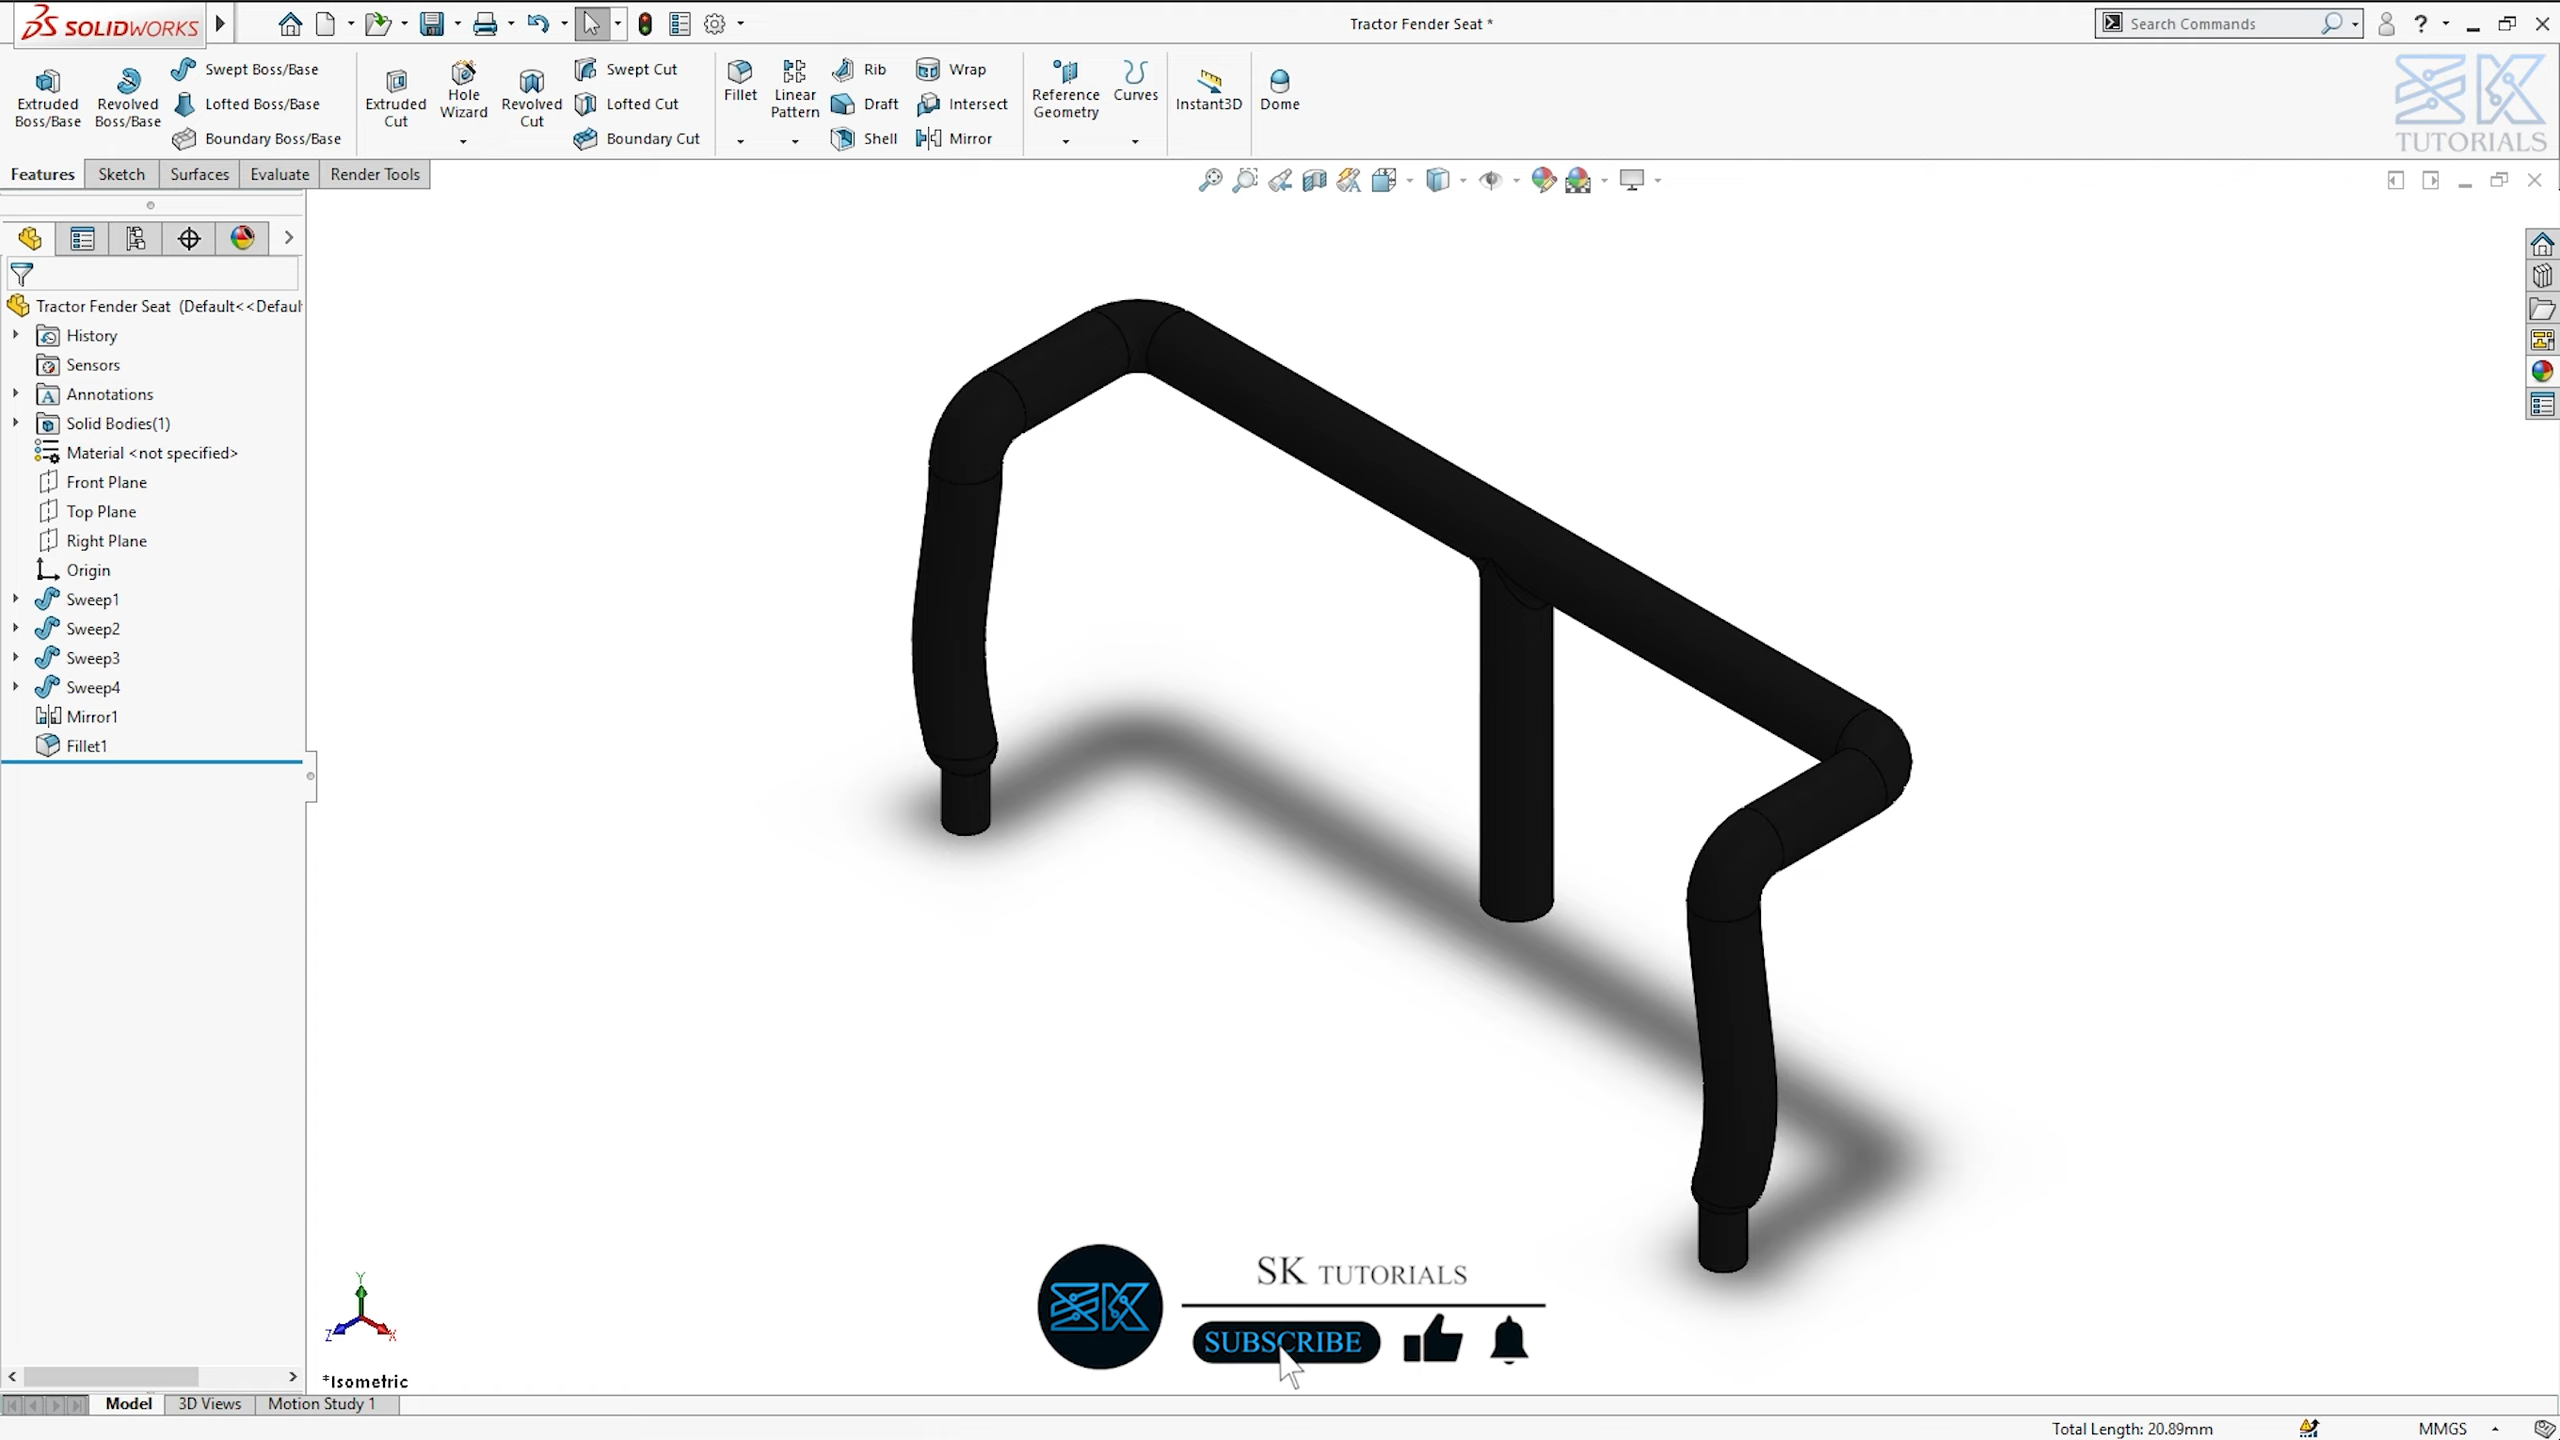 SOLIDWORKS
Tractor Fender Seat *
Search Commands
?
Extruded Boss/Base
Revolved Boss/Base
Swept Boss/Base
Lofted Boss/Base
Boundary Boss/Base
Extruded Cut
Hole Wizard
Revolved Cut
Swept Cut
Lofted Cut
Boundary Cut
Fillet
Linear Pattern
Rib
Draft
Shell
Wrap
Intersect
Mirror
Reference Geometry
Curves
Instant3D
Dome
SK
TUTORIALS
Features
Sketch
Surfaces
Evaluate
Render Tools
Tractor Fender Seat (Default<<Defaul
History
Sensors
Annotations
Solid Bodies(1)
Material <not specified>
Front Plane
Top Plane
Right Plane
Origin
Sweep1
Sweep2
Sweep3
Sweep4
Mirror1
Fillet1
Y
Z
X
*Isometric
SK
SK TUTORIALS
SUBSCRIBE
Model
3D Views
Motion Study 1
Total Length: 20.89mm
MMGS